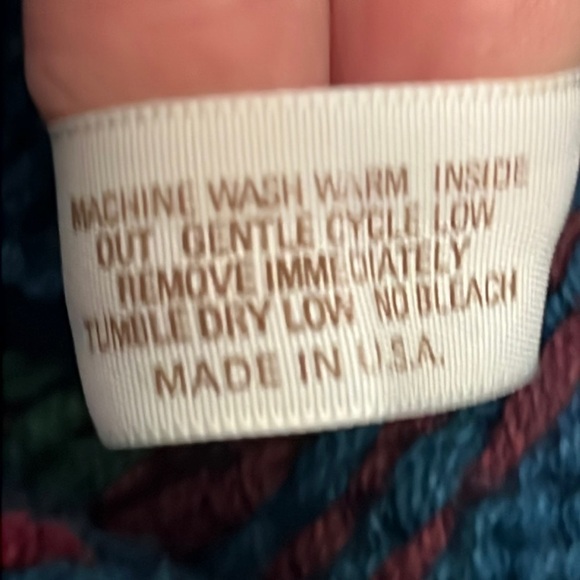 MACHINE WASH WARM INSIDE
OUT GENTLE CYCLE LOW
REMOVE IMMEDIATELY
TUMBLE DRY LOW NO BLEACH
MADE IN U.S.A.